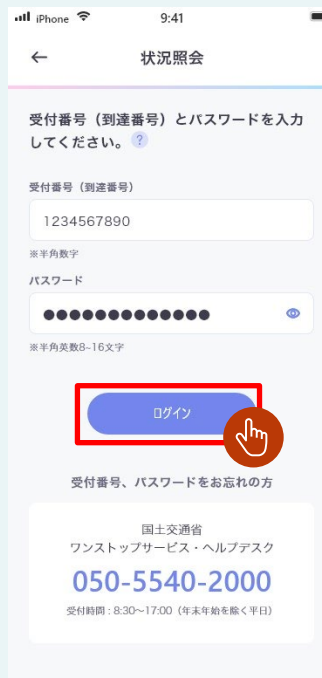 iPhone 9:41
← 状況照会
受付番号（到達番号）とパスワードを入力
してください。 ?
受付番号（到達番号）
1234567890
※半角数字
パスワード
●●●●●●●●●●●●●
※半角英数8~16文字
ログイン
受付番号、パスワードをお忘れの方
国土交通省
ワンストップサービス・ヘルプデスク
050-5540-2000
受付時間：8:30～17:00（年末年始を除く平日）